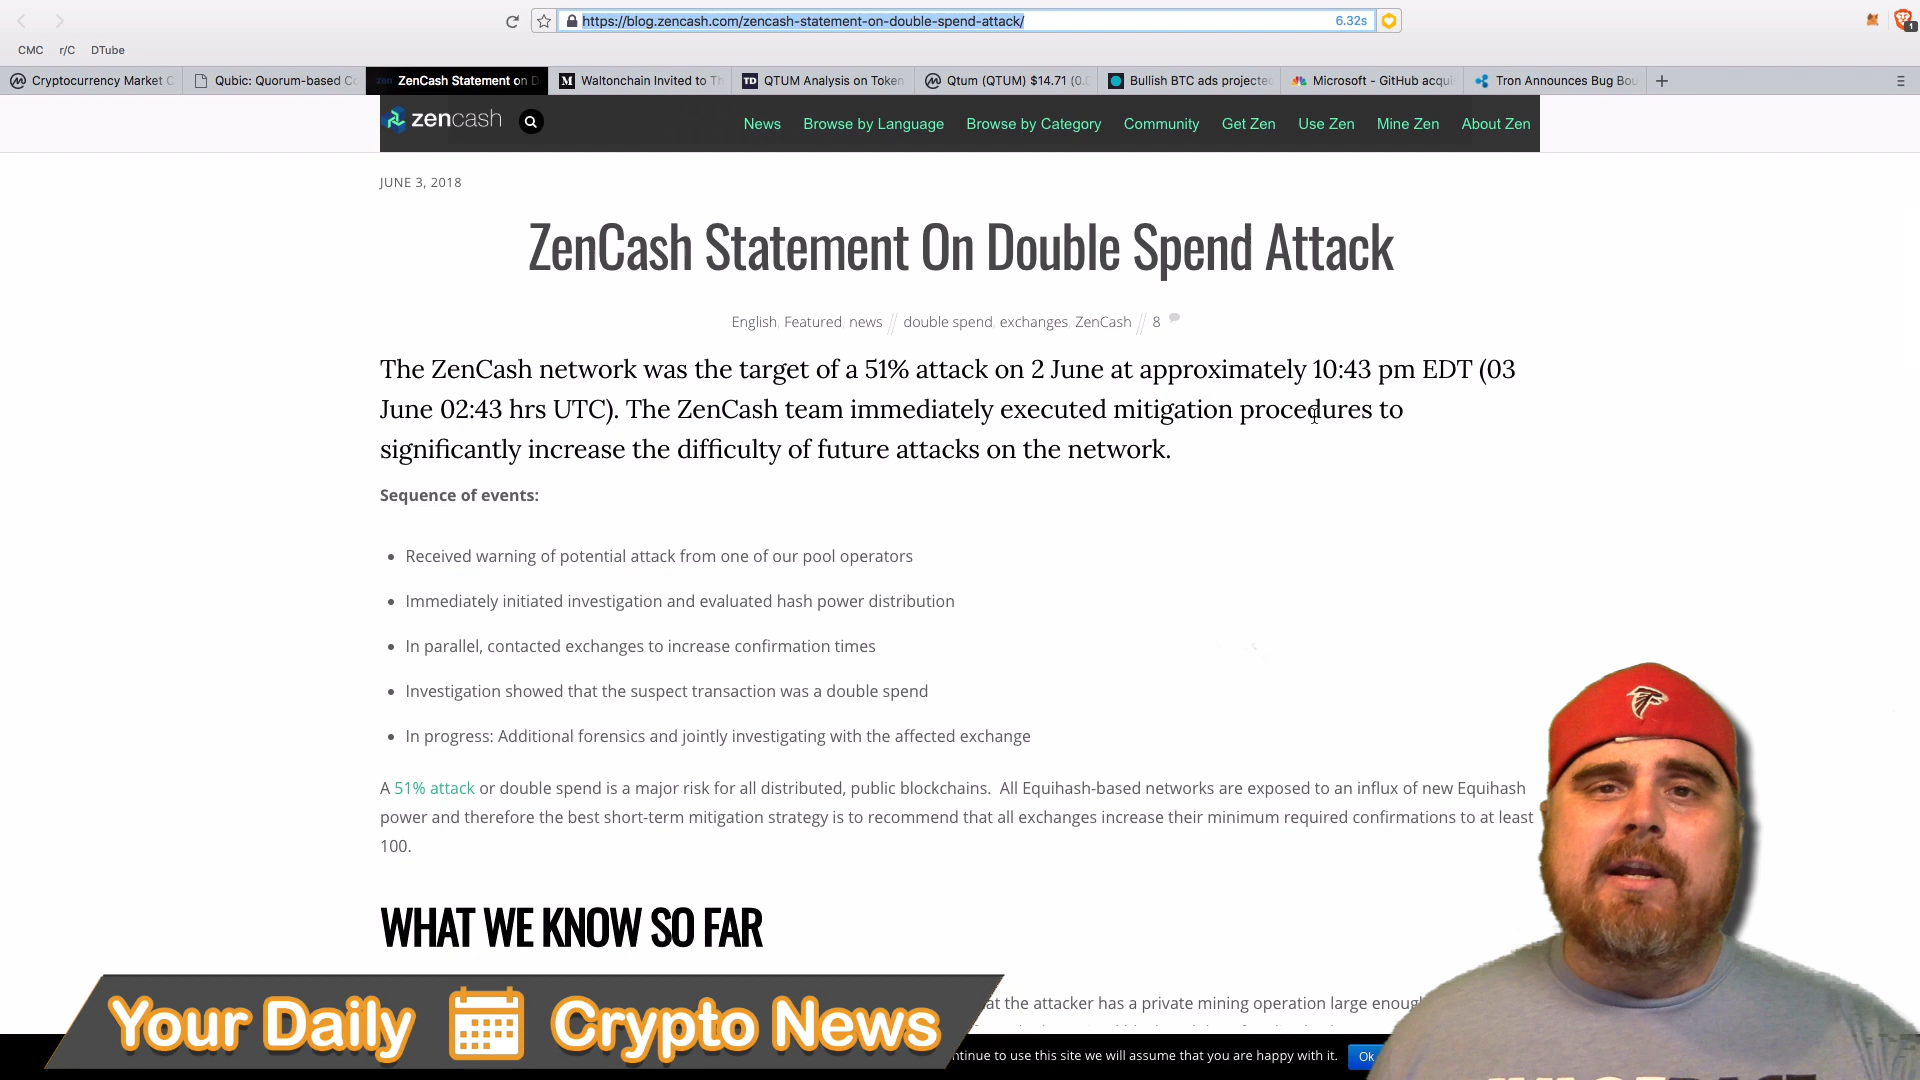 https://blog.zencash.com/zencash-statement-on-double-spend-attack/ 6.32s
1
CMC r/C DTube
Cryptocurrency Market C Qubic: Quorum-based Co ZenCash Statement on D Waltonchain Invited to Th QTUM Analysis on Token Qtum (QTUM) $14.71 (0.0 Bullish BTC ads projected Microsoft - GitHub acqui Tron Announces Bug Bou
zencash News Browse by Language Browse by Category Community Get Zen Use Zen Mine Zen About Zen
JUNE 3, 2018
ZenCash Statement On Double Spend Attack
English, Featured, news // double spend, exchanges, ZenCash // 8
The ZenCash network was the target of a 51% attack on 2 June at approximately 10:43 pm EDT (03
June 02:43 hrs UTC). The ZenCash team immediately executed mitigation procedures to
significantly increase the difficulty of future attacks on the network.
Sequence of events:
• Received warning of potential attack from one of our pool operators
• Immediately initiated investigation and evaluated hash power distribution
• In parallel, contacted exchanges to increase confirmation times
• Investigation showed that the suspect transaction was a double spend
• In progress: Additional forensics and jointly investigating with the affected exchange
A 51% attack or double spend is a major risk for all distributed, public blockchains. All Equihash-based networks are exposed to an influx of new Equihash
power and therefore the best short-term mitigation strategy is to recommend that all exchanges increase their minimum required confirmations to at least
100.
WHAT WE KNOW SO FAR
at the attacker has a private mining operation large enough
Your Daily Crypto News
ntinue to use this site we will assume that you are happy with it. Ok